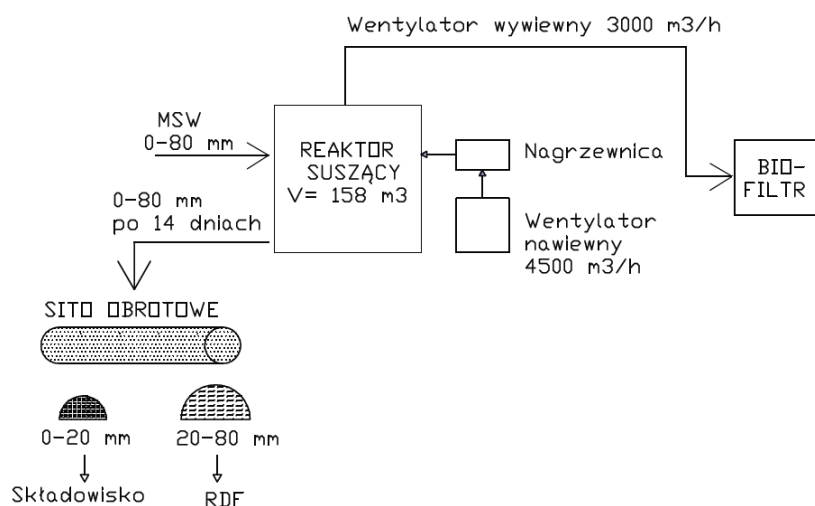 Wentylator wywiewny 3000 m3/h
MSW
0-80 mm
REAKTOR
SUSZĄCY
V= 158 m3
Nagrzewnica
BIO-
FILTR
0-80 mm
po 14 dniach
Wentylator
nawiewny
4500 m3/h
SITO OBROTOWE
0-20 mm
20-80 mm
Składowisko
RDF